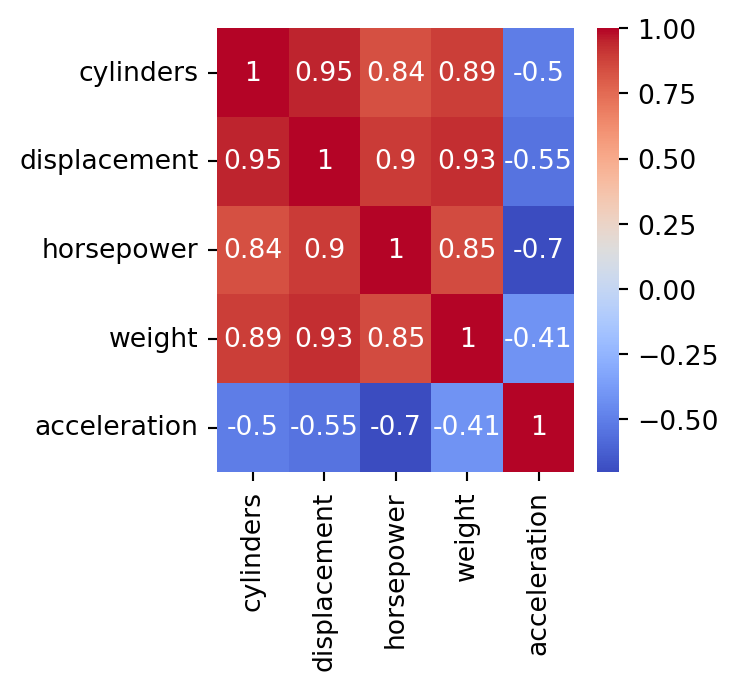 cylinders 1 0.95 0.84 0.89 -0.5
displacement 0.95 1 0.9 0.93 -0.55
horsepower 0.84 0.9 1 0.85 -0.7
weight 0.89 0.93 0.85 1 -0.41
acceleration -0.5 -0.55 -0.7 -0.41 1
cylinders
displacement
horsepower
weight
acceleration
1.00
0.75
0.50
0.25
0.00
−0.25
−0.50